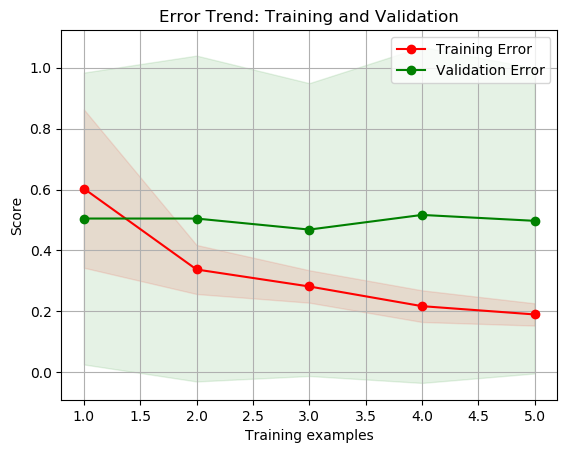 Error Trend: Training and Validation
Training Error
Validation Error
Score
1.0
0.8
0.6
0.4
0.2
0.0
1.0 1.5 2.0 2.5 3.0 3.5 4.0 4.5 5.0
Training examples